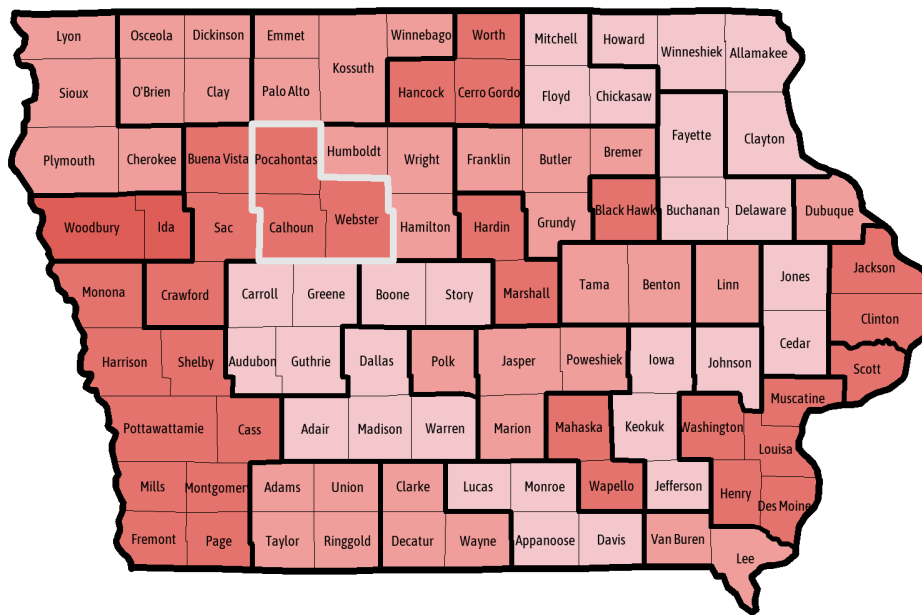 Lyon Osceola Dickinson Emmet Winnebago Worth Mitchell Howard Winneshiek Allamakee
Sioux O'Brien Clay Palo Alto Kossuth Hancock Cerro Gordo Floyd Chickasaw
Plymouth Cherokee Buena Vista Pocahontas Humboldt Wright Franklin Butler Bremer Fayette Clayton
Woodbury Ida Sac Calhoun Webster Hamilton Hardin Grundy Black Hawk Buchanan Delaware Dubuque
Monona Crawford Carroll Greene Boone Story Marshall Tama Benton Linn Jones Jackson
Clinton
Harrison Shelby Audubon Guthrie Dallas Polk Jasper Poweshiek Iowa Johnson Cedar Scott
Pottawattamie Cass Adair Madison Warren Marion Mahaska Keokuk Washington Muscatine
Louisa
Mills Montgomery Adams Union Clarke Lucas Monroe Wapello Jefferson Henry Des Moine
Fremont Page Taylor Ringgold Decatur Wayne Appanoose Davis Van Buren Lee